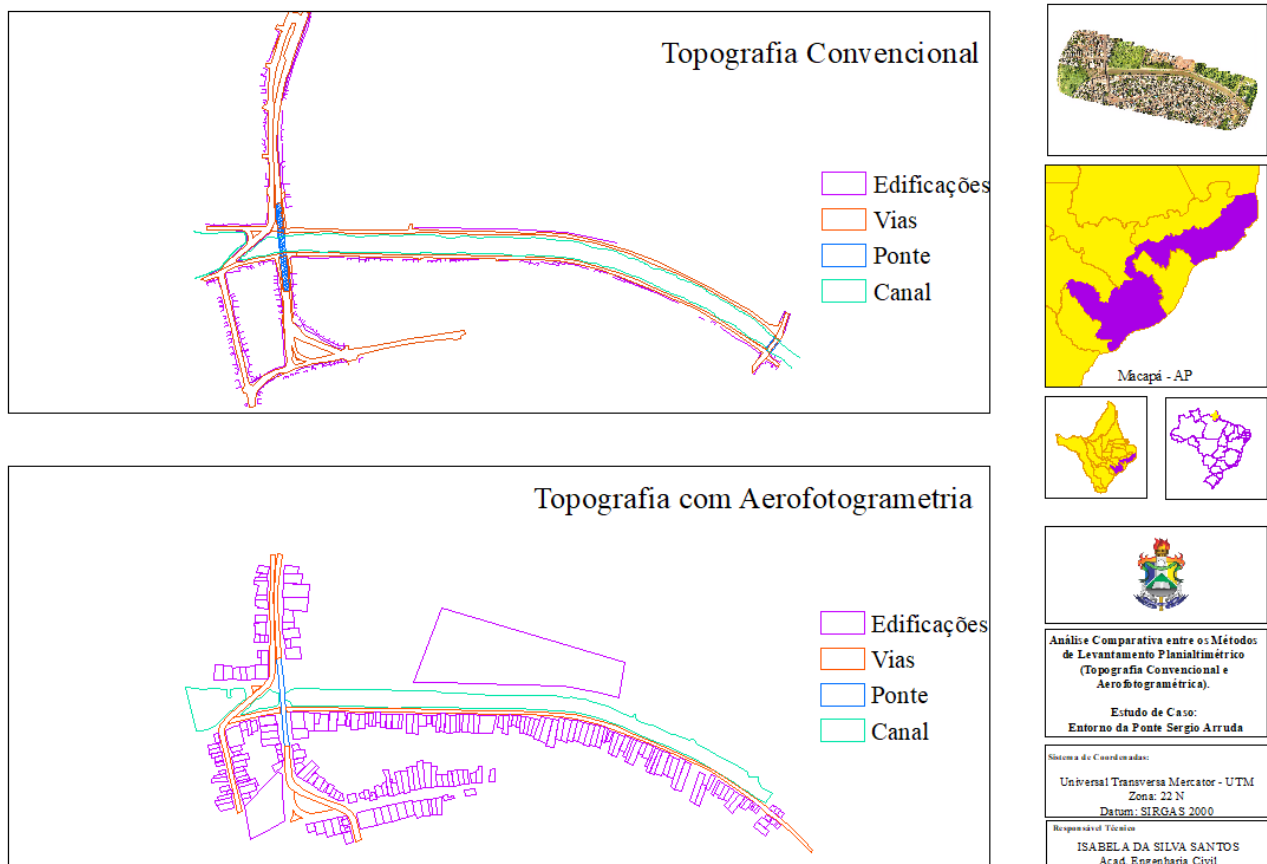 Topografia Convencional
Edificações
Vias
Ponte
Canal
Topografia com Aerofotogrametria
Edificações
Vias
Ponte
Canal
Macapá - AP
Análise Comparativa entre os Métodos
de Levantamento Planialtimétrico
(Topografia Convencional e
Aerofotogramétrica).
Estudo de Caso:
Entorno da Ponte Sergio Arruda
Sistema de Coordenadas:
Universal Transversa Mercator - UTM
Zona: 22 N
Datum: SIRGAS 2000
Responsável Técnico
ISABELA DA SILVA SANTOS
Acad. Engenharia Civil